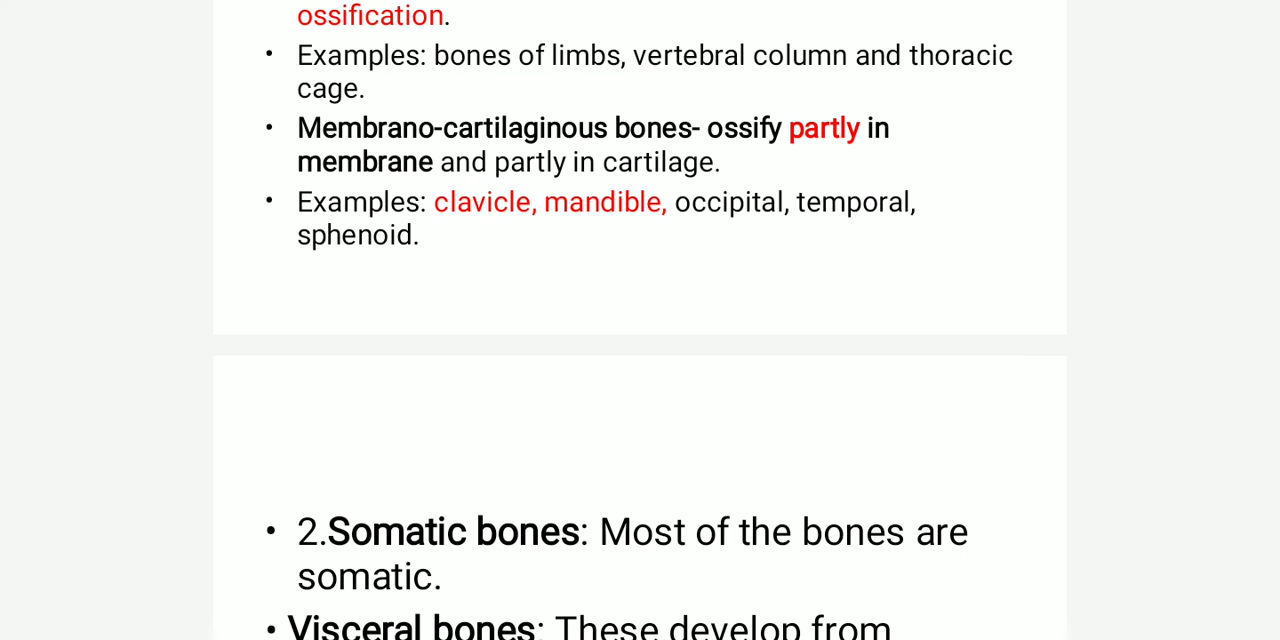 ossification.
• Examples: bones of limbs, vertebral column and thoracic
cage.
• Membrano-cartilaginous bones- ossify partly in
membrane and partly in cartilage.
• Examples: clavicle, mandible, occipital, temporal,
sphenoid.
• 2.Somatic bones: Most of the bones are
somatic.
• Visceral bones: These develop from